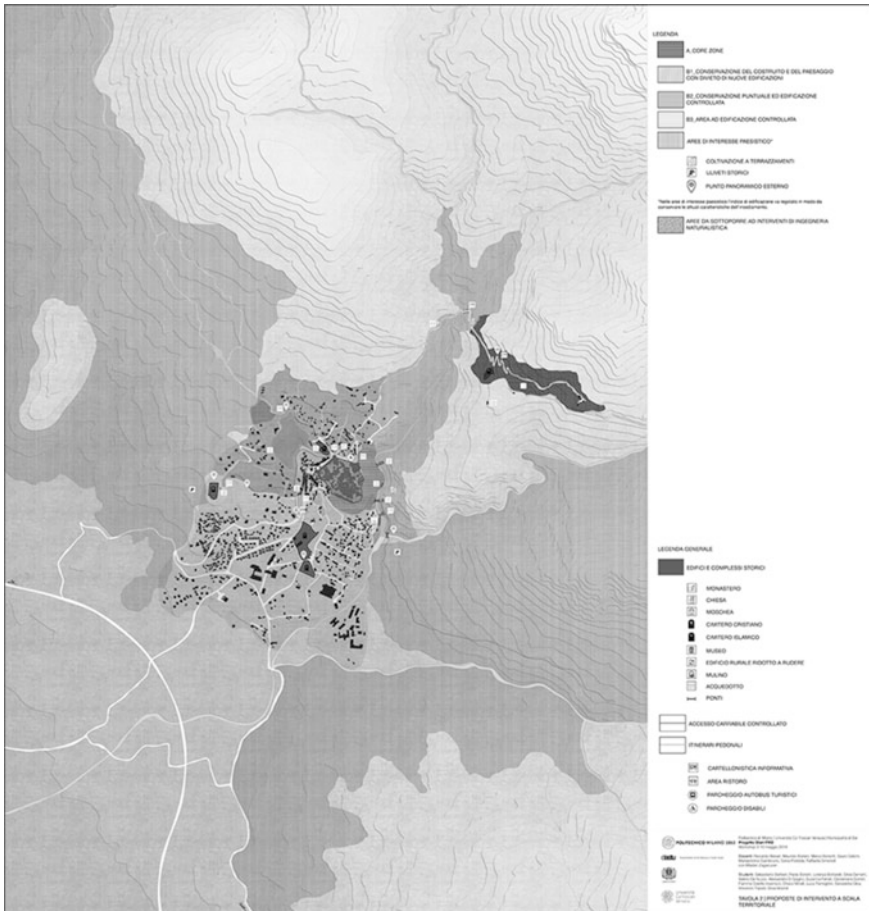 LEGENDA
A_CORE ZONE
B1_CONSERVAZIONE DEL COSTRUITO E DEL PAESAGGIO
CON DIVIETO DI NUOVE EDIFICAZIONI
B2_CONSERVAZIONE PUNTUALE ED EDIFICAZIONE
CONTROLLATA
B3_AREA AD EDIFICAZIONE CONTROLLATA
AREE DI INTERESSE PAESISTICO*
COLTIVAZIONE A TERRAZZAMENTI
ULIVETI STORICI
PUNTO PANORAMICO ESTERNO
AREE DA SOTTOPORRE AD INTERVENTI DI INGEGNERIA
NATURALISTICA
LEGENDA GENERALE
EDIFICI E COMPLESSI STORICI
MONASTERO
CHIESA
MOSCHEA
CIMITERO CRISTIANO
CIMITERO ISLAMICO
MUSEO
EDIFICIO RURALE RIDOTTO A RUDERE
MULINO
ACQUEDOTTO
PONTI
ACCESSO CARRABILE CONTROLLATO
ITINERARI PEDONALI
CARTELLONISTICA INFORMATIVA
AREA RISTORO
PARCHEGGIO AUTOBUS TURISTICI
PARCHEGGIO DISABILI
POLITECNICO MILANO 1863
TAVOLA 2 | PROPOSTE DI INTERVENTO A SCALA
TERRITORIALE